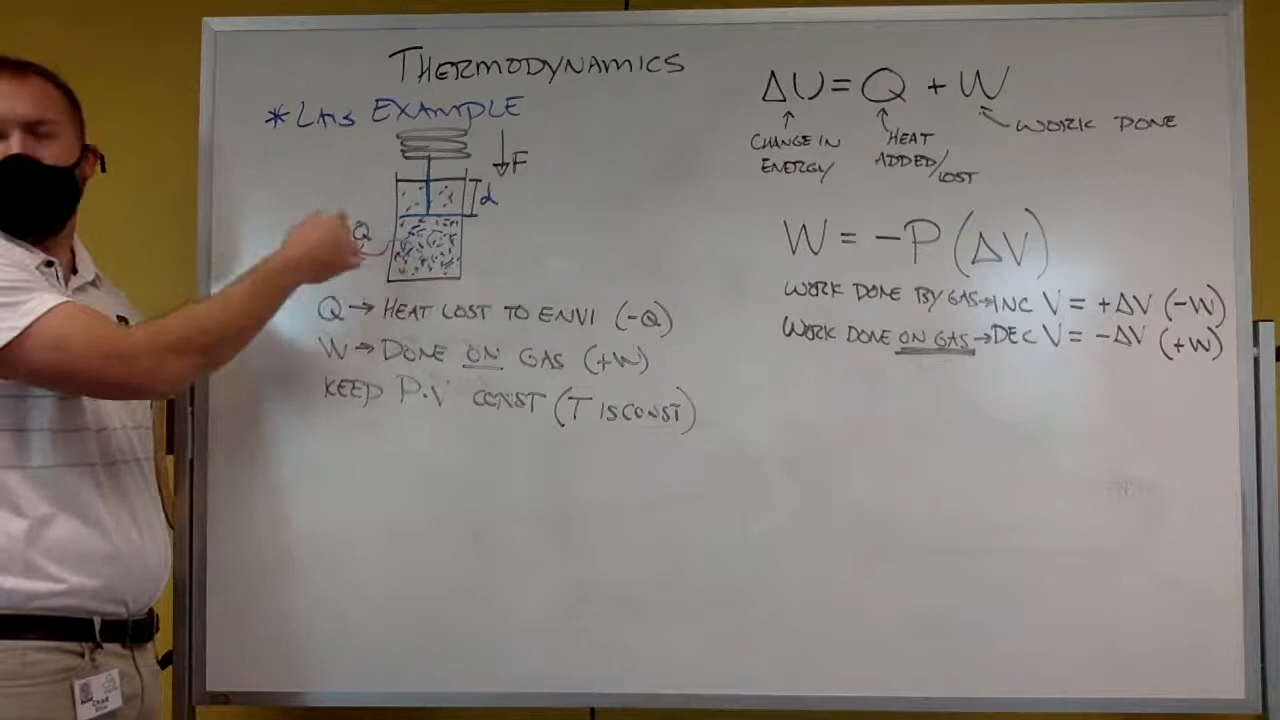 THERMODYNAMICS
* LAB EXAMPLE
F
d
Q
Q → HEAT LOST TO ENVI (-Q)
W → DONE ON GAS (+W)
KEEP P·V CONST (T IS CONST)
ΔU = Q + W
CHANGE IN ENERGY
HEAT ADDED/LOST
WORK DONE
W = -P(ΔV)
WORK DONE BY GAS → INC V = +ΔV (-W)
WORK DONE ON GAS → DEC V = -ΔV (+W)